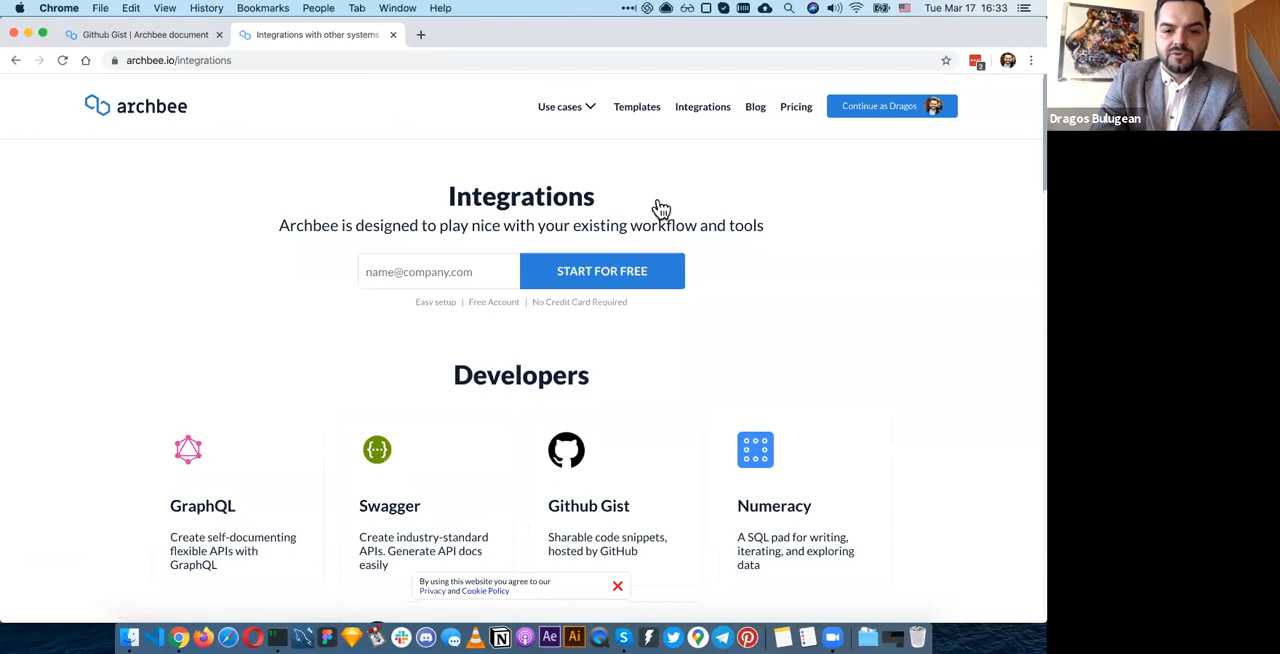 Chrome File Edit View History Bookmarks People Tab Window Help Tue Mar 17 16:33
Github Gist | Archbee document
Integrations with other systems
archbee.io/integrations
2
archbee
Use cases Templates Integrations Blog Pricing Continue as Dragos
Dragos Bulugean
Integrations
Archbee is designed to play nice with your existing workflow and tools
name@company.com START FOR FREE
Easy setup | Free Account | No Credit Card Required
Developers
GraphQL
Create self-documenting
flexible APIs with
GraphQL
Swagger
Create industry-standard
APIs. Generate API docs
easily
Github Gist
Sharable code snippets,
hosted by GitHub
Numeracy
A SQL pad for writing,
iterating, and exploring
data
By using this website you agree to our
Privacy and Cookie Policy
Ae Ai